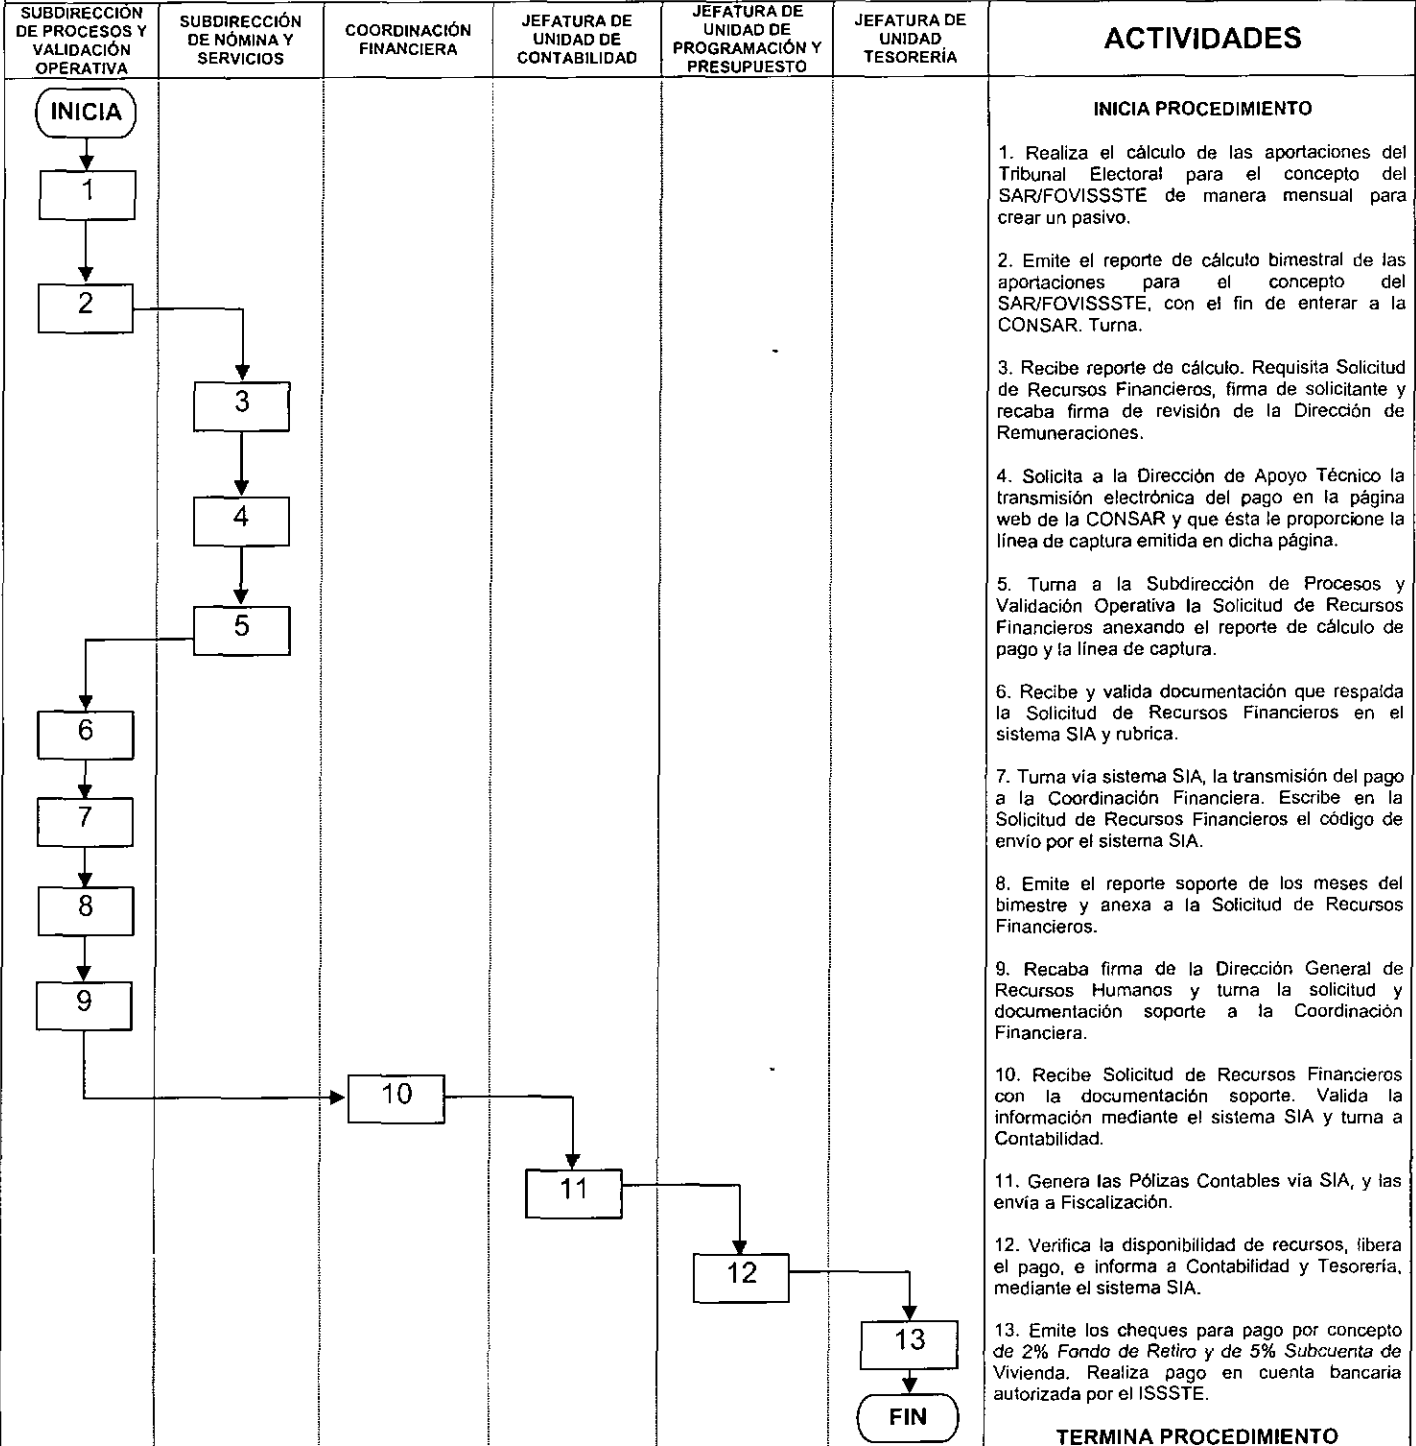 SUBDIRECCIÓN
DE PROCESOS Y
VALIDACIÓN
OPERATIVA
SUBDIRECCIÓN
DE NÓMINA Y
SERVICIOS
COORDINACIÓN
FINANCIERA
JEFATURA DE
UNIDAD DE
CONTABILIDAD
JEFATURA DE
UNIDAD DE
PROGRAMACIÓN Y
PRESUPUESTO
JEFATURA DE
UNIDAD
TESORERÍA
ACTIVIDADES
INICIA
1
2
3
4
5
6
7
8
9
10
11
12
13
FIN
INICIA PROCEDIMIENTO
1. Realiza el cálculo de las aportaciones del
Tribunal Electoral para el concepto del
SAR/FOVISSSTE de manera mensual para
crear un pasivo.
2. Emite el reporte de cálculo bimestral de las
aportaciones para el concepto del
SAR/FOVISSSTE, con el fin de enterar a la
CONSAR. Turna.
3. Recibe reporte de cálculo. Requisita Solicitud
de Recursos Financieros, firma de solicitante y
recaba firma de revisión de la Dirección de
Remuneraciones.
4. Solicita a la Dirección de Apoyo Técnico la
transmisión electrónica del pago en la página
web de la CONSAR y que ésta le proporcione la
línea de captura emitida en dicha página.
5. Turna a la Subdirección de Procesos y
Validación Operativa la Solicitud de Recursos
Financieros anexando el reporte de cálculo de
pago y la línea de captura.
6. Recibe y valida documentación que respalda
la Solicitud de Recursos Financieros en el
sistema SIA y rubrica.
7. Turna vía sistema SIA, la transmisión del pago
a la Coordinación Financiera. Escribe en la
Solicitud de Recursos Financieros el código de
envío por el sistema SIA.
8. Emite el reporte soporte de los meses del
bimestre y anexa a la Solicitud de Recursos
Financieros.
9. Recaba firma de la Dirección General de
Recursos Humanos y turna la solicitud y
documentación soporte a la Coordinación
Financiera.
10. Recibe Solicitud de Recursos Financieros
con la documentación soporte. Valida la
información mediante el sistema SIA y turna a
Contabilidad.
11. Genera las Pólizas Contables vía SIA, y las
envía a Fiscalización.
12. Verifica la disponibilidad de recursos, libera
el pago, e informa a Contabilidad y Tesorería,
mediante el sistema SIA.
13. Emite los cheques para pago por concepto
de 2% Fondo de Retiro y de 5% Subcuenta de
Vivienda. Realiza pago en cuenta bancaria
autorizada por el ISSSTE.
TERMINA PROCEDIMIENTO